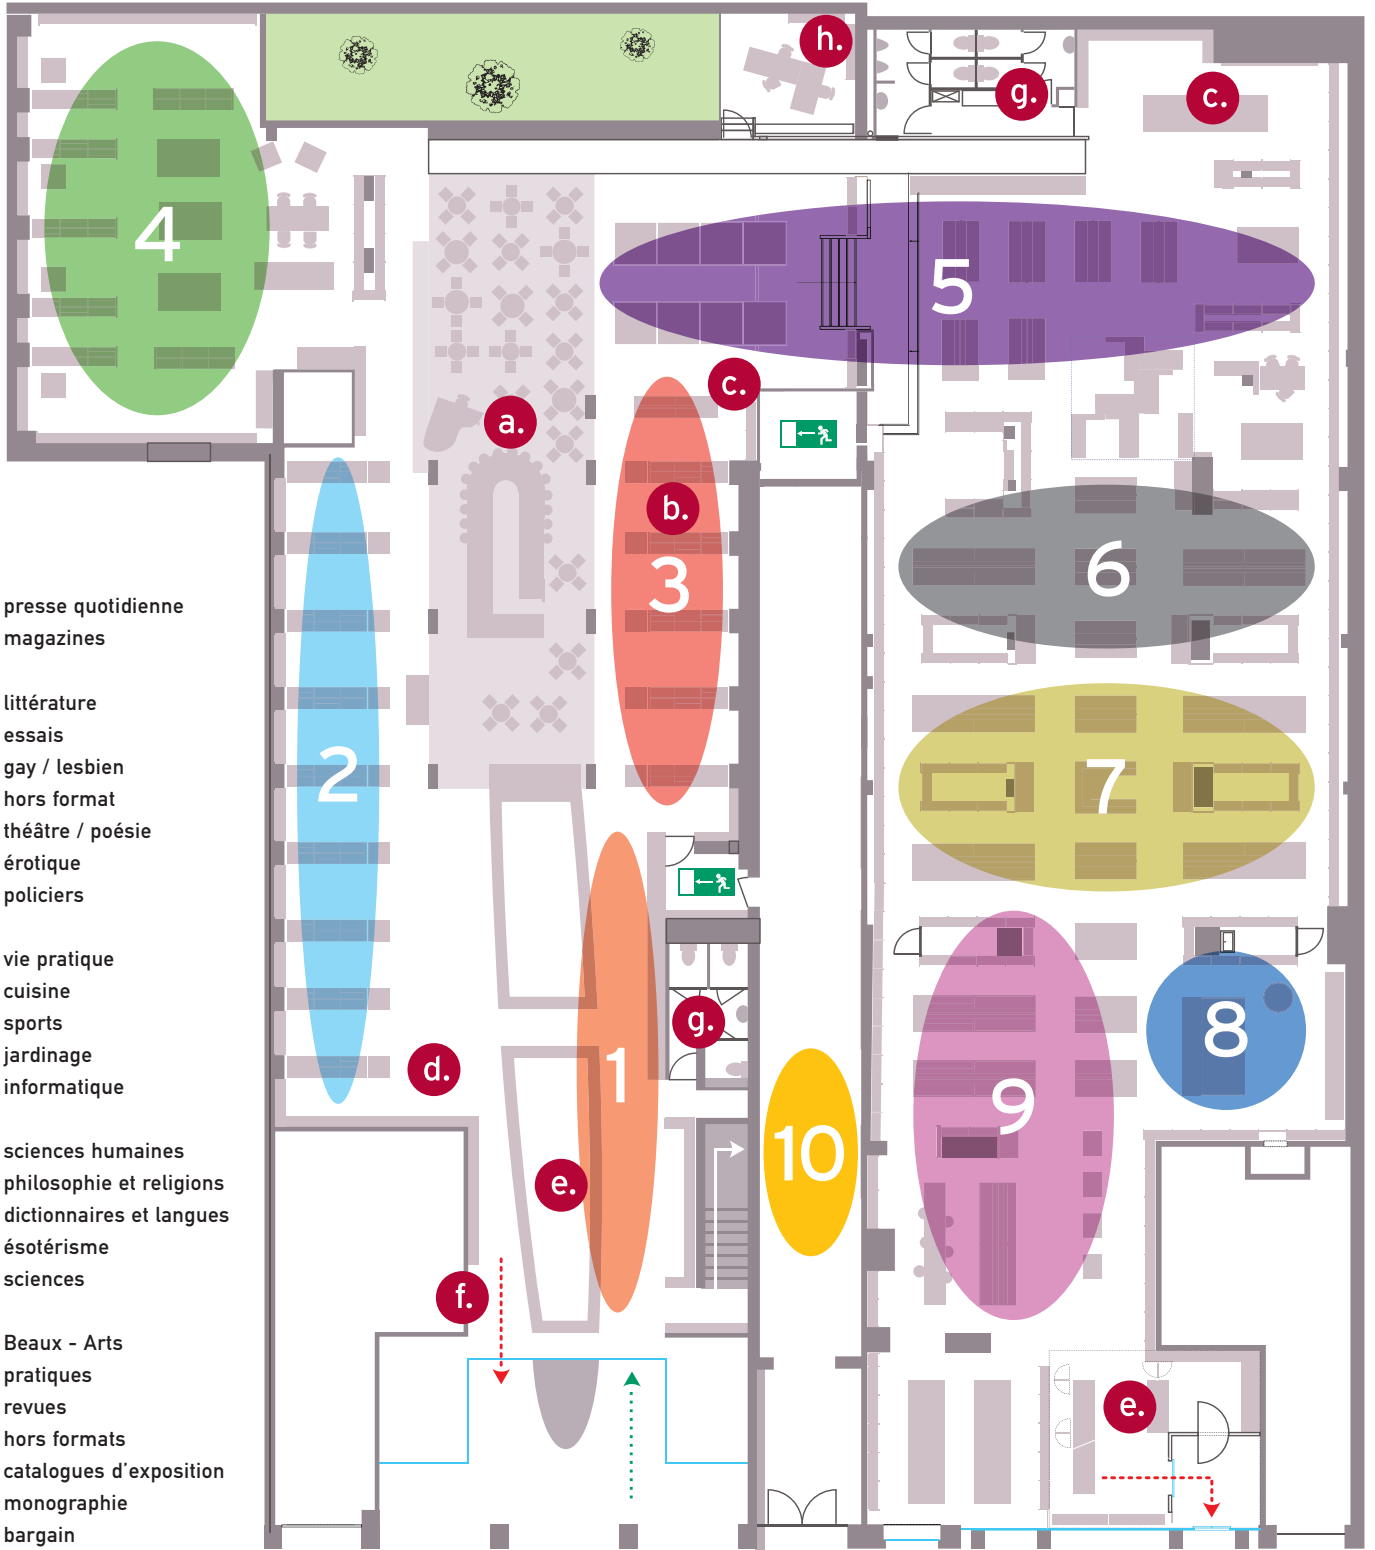 h.
g.
c.
4
5
c.
a.
b.
3
6
presse quotidienne
magazines
littérature
essais
gay / lesbien
hors format
théâtre / poésie
érotique
policiers
2
7
vie pratique
cuisine
sports
jardinage
informatique
d.
g.
1
8
9
10
sciences humaines
philosophie et religions
dictionnaires et langues
ésotérisme
sciences
e.
f.
Beaux - Arts
pratiques
revues
hors formats
catalogues d'exposition
monographie
bargain
e.